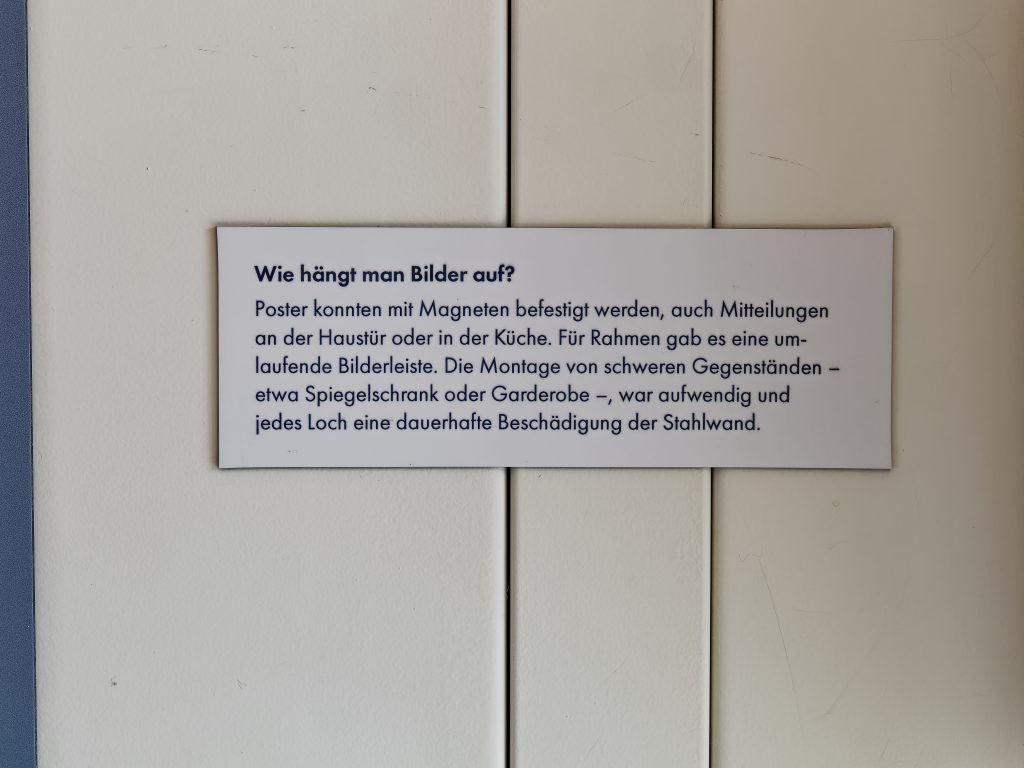 Wie hängt man Bilder auf?
Poster konnten mit Magneten befestigt werden, auch Mitteilungen
an der Haustür oder in der Küche. Für Rahmen gab es eine um-
laufende Bilderleiste. Die Montage von schweren Gegenständen –
etwa Spiegelschrank oder Garderobe –, war aufwendig und
jedes Loch eine dauerhafte Beschädigung der Stahlwand.